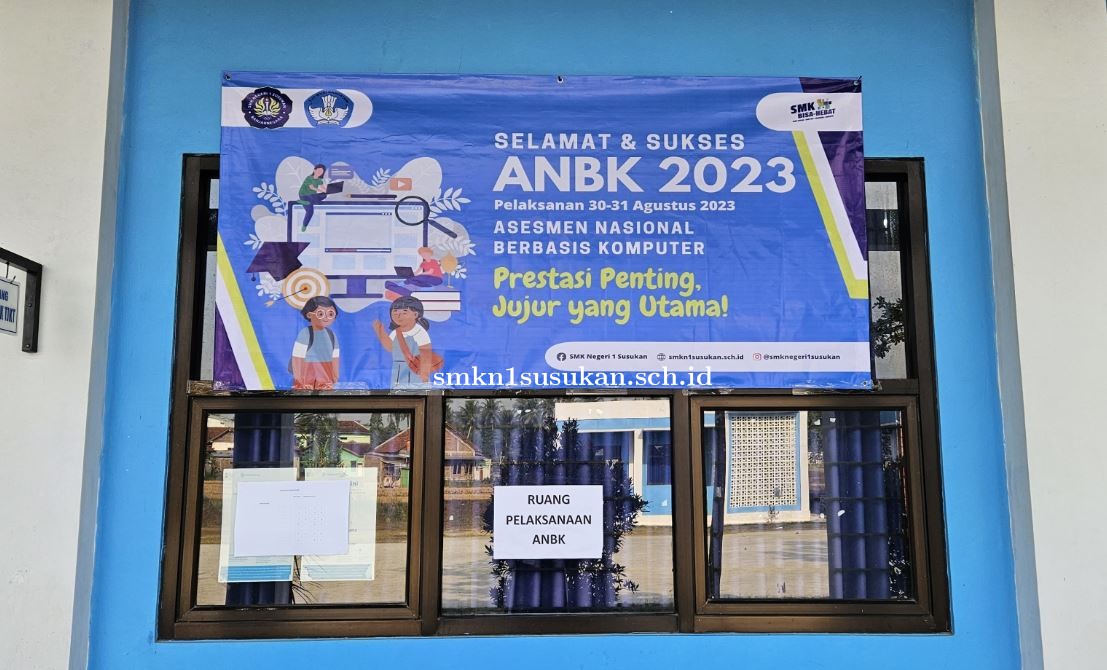 SMK
BISA-HEBAT
SELAMAT & SUKSES
ANBK 2023
Pelaksanan 30-31 Agustus 2023
ASESMEN NASIONAL
BERBASIS KOMPUTER
Prestasi Penting,
Jujur yang Utama!
SMK Negeri 1 Susukan smkn1susukan.sch.id @smknegeri1susukan
smkn1susukan.sch.id
RUANG
PELAKSANAAN
ANBK